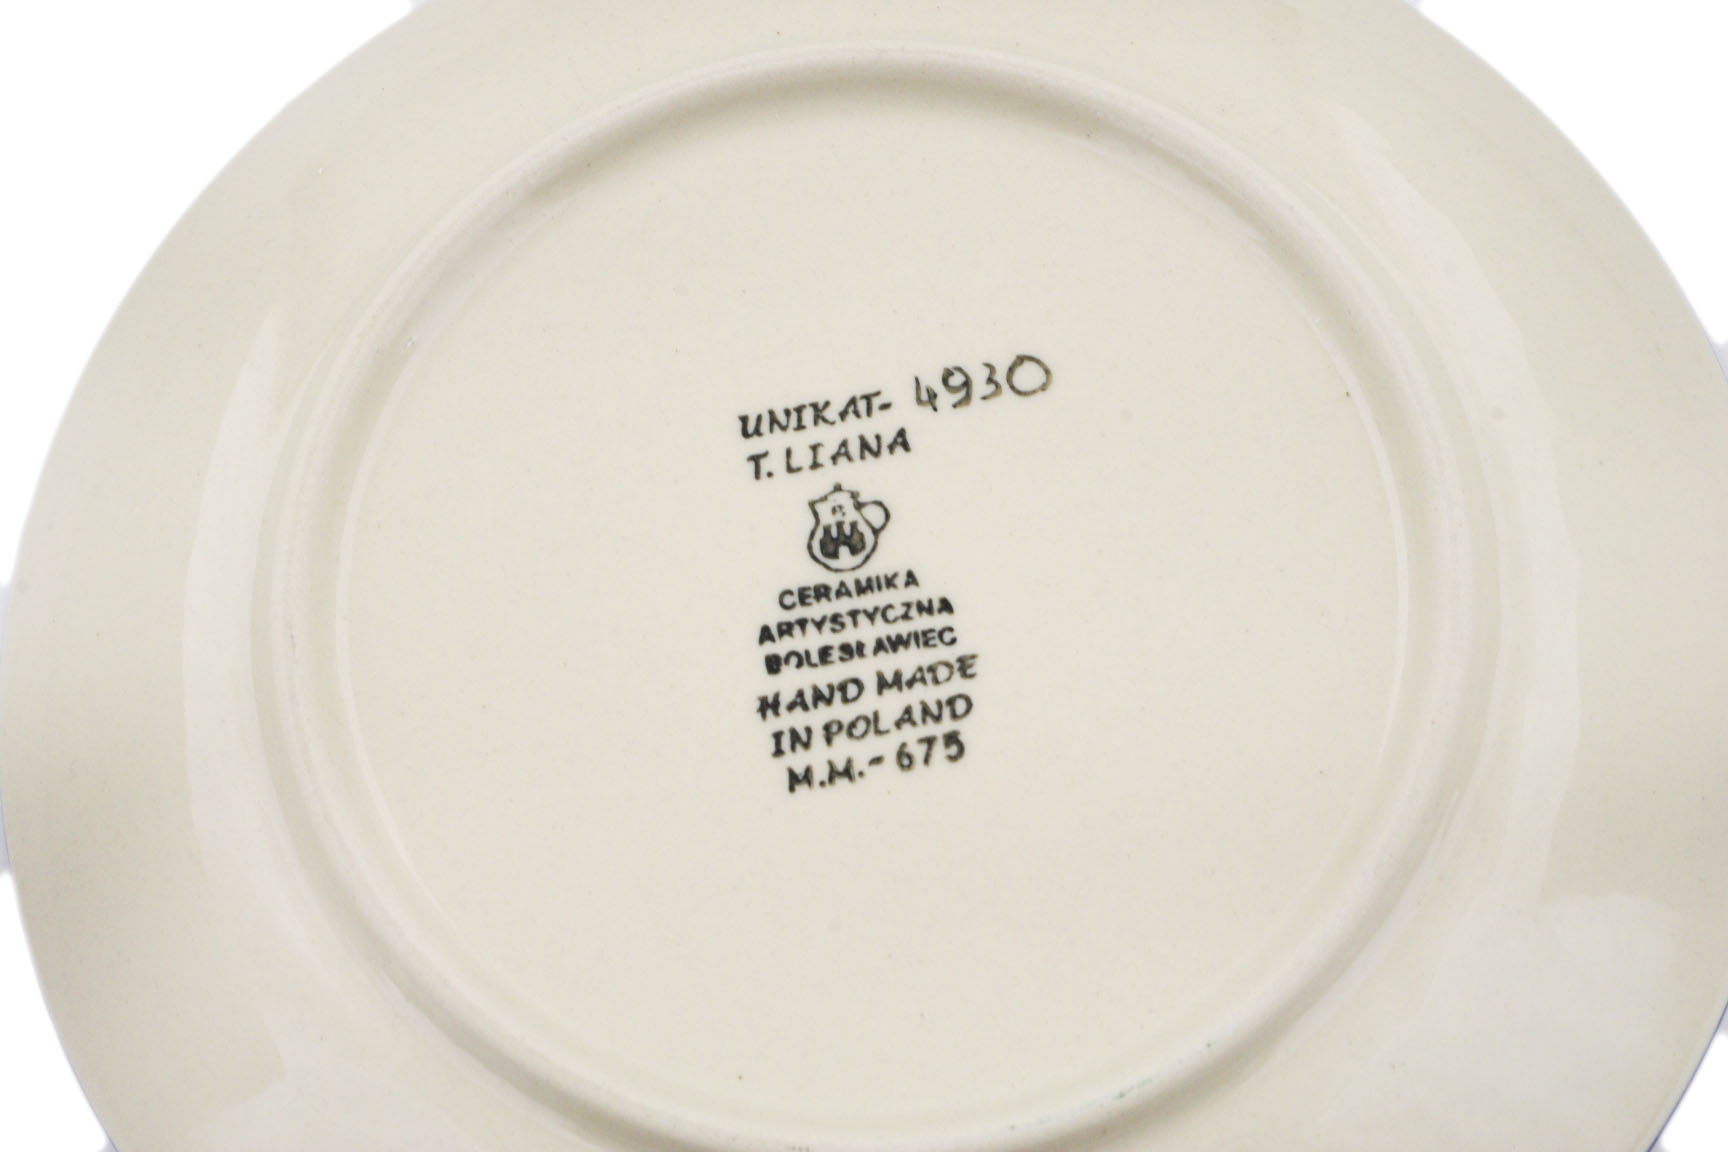 UNIKAT- 4930
T. LIANA
CERAMIKA
ARTYSTYCZNA
BOLESŁAWIEC
HAND MADE
IN POLAND
M.M.- 675